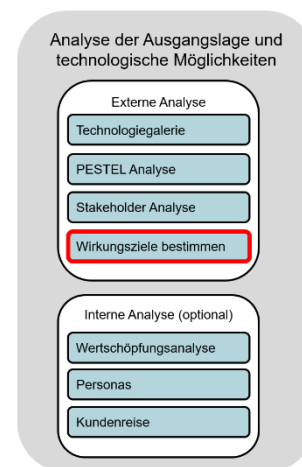 Analyse der Ausgangslage und
technologische Möglichkeiten
Externe Analyse
Technologiegalerie
PESTEL Analyse
Stakeholder Analyse
Wirkungsziele bestimmen
Interne Analyse (optional)
Wertschöpfungsanalyse
Personas
Kundenreise